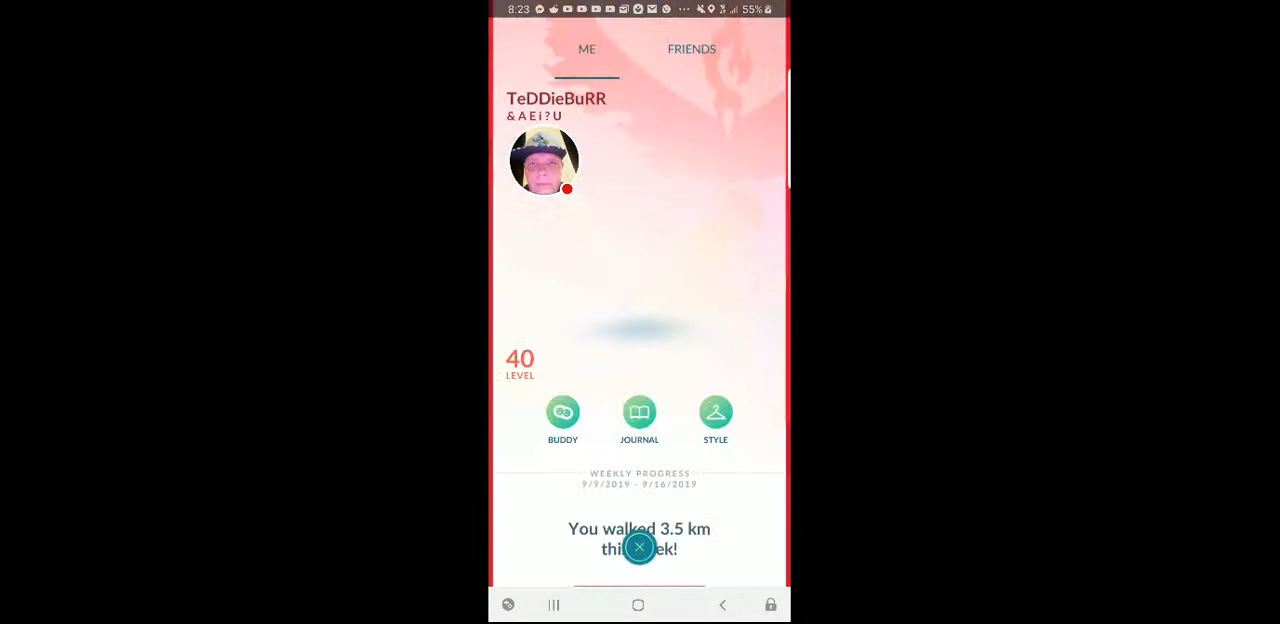 8:23 55%
ME FRIENDS
TeDDieBuRR
& A E i ? U
40
LEVEL
BUDDY JOURNAL STYLE
WEEKLY PROGRESS
9/9/2019 - 9/16/2019
You walked 3.5 km